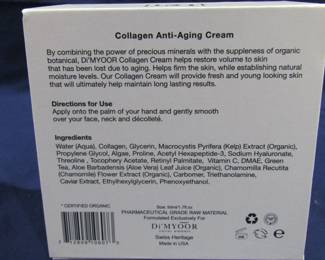 Collagen Anti-Aging Cream
By combining the power of precious minerals with the suppleness of organic
botanical, Di'MYOOR Collagen Cream helps restore volume to skin
that has been lost due to aging. Helps firm the skin, while establishing natural
moisture levels. Our Collagen Cream will provide fresh and young looking skin
that will ultimately help maintain long lasting results.
Directions for Use
Apply onto the palm of your hand and gently smooth
over your face, neck and décolleté.
Ingredients
Water (Aqua), Collagen, Glycerin, Macrocystis Pyrifera (Kelp) Extract (Organic),
Propylene Glycol, Algae, Proline, Acetyl Hexapeptide-3, Sodium Hyaluronate,
Threoline , Tocophery Acetate, Retinyl Palmitate, Vitamin C, DMAE, Green
Tea, Aloe Barbadensis (Aloe Vera) Leaf Juice (Organic), Chamomilla Recutita
(Chamomile) Flower Extract (Organic), Carbomer, Triethanolamine,
Caviar Extract, Ethylhexylglycerin, Phenoxyethanol.
* CERTIFIED ORGANIC
Size: 50ml/1.7fl.oz.
PHARMACEUTICAL GRADE RAW MATERIAL
Formulated Exclusively For
Di'MYOOR
Swiss Heritage
Made in USA